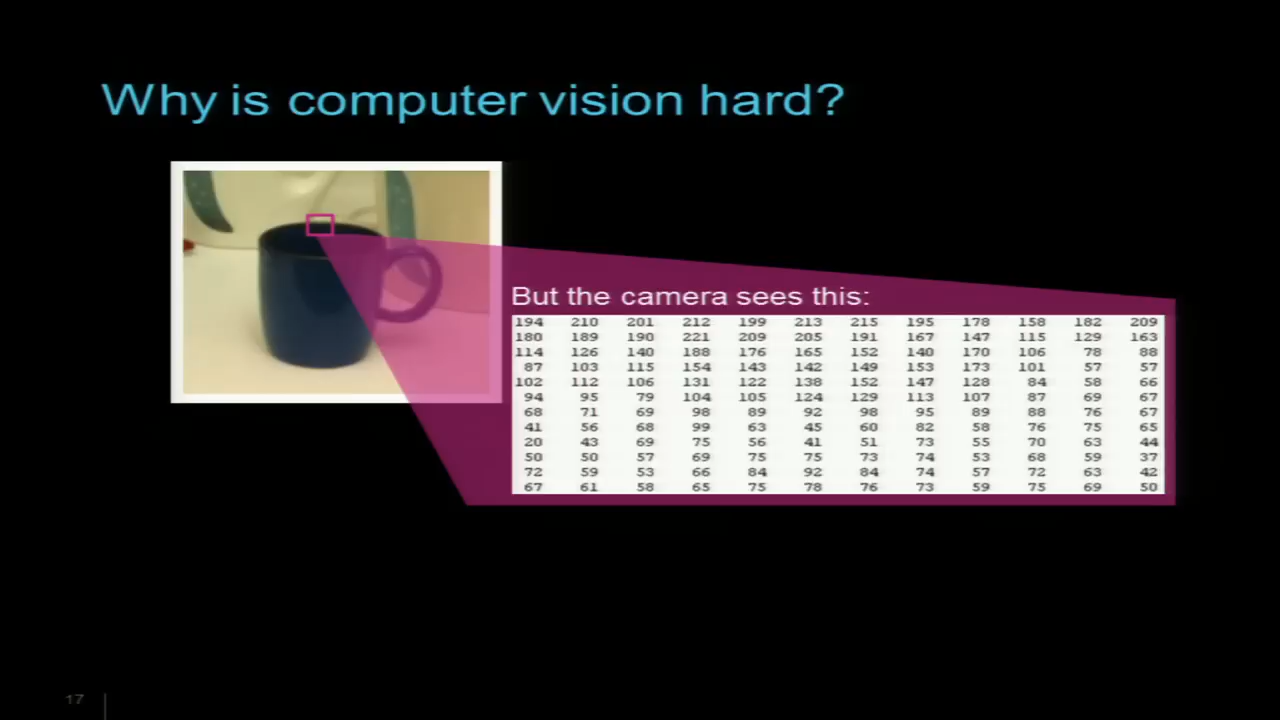 Why is computer vision hard?
But the camera sees this:
194 210 201 212 199 213 215 195 178 158 182 209
180 189 190 221 209 205 191 167 147 115 129 163
114 126 140 188 176 165 152 140 170 106 78 88
87 103 115 154 143 142 149 153 173 101 57 57
102 112 106 131 122 138 152 147 128 84 58 66
94 95 79 104 105 124 129 113 107 87 69 67
68 71 69 98 89 92 98 95 89 88 76 67
41 56 68 99 63 45 60 82 58 76 75 65
20 43 69 75 56 41 51 73 55 70 63 44
50 50 57 69 75 75 73 74 53 68 59 37
72 59 53 66 84 92 84 74 57 72 63 42
67 61 58 65 75 78 76 73 59 75 69 50
17